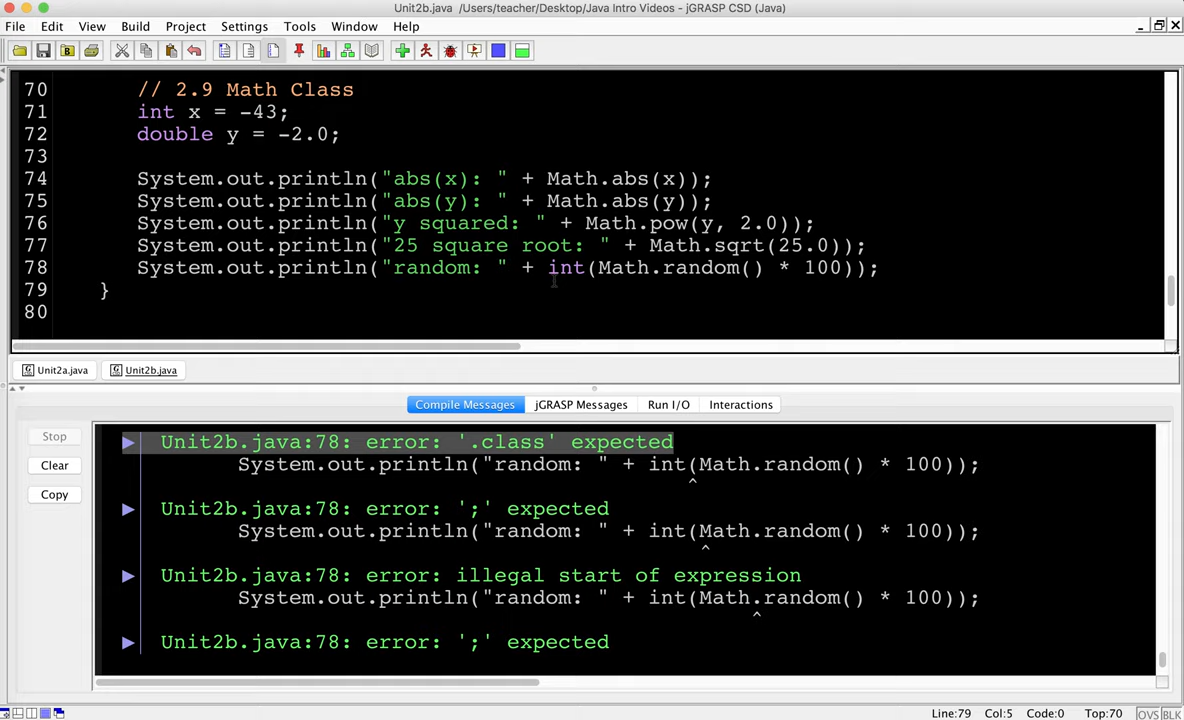 Unit2b.java /Users/teacher/Desktop/Java Intro Videos - jGRASP CSD (Java)
File Edit View Build Project Settings Tools Window Help
70 // 2.9 Math Class
71 int x = -43;
72 double y = -2.0;
73
74 System.out.println("abs(x): " + Math.abs(x));
75 System.out.println("abs(y): " + Math.abs(y));
76 System.out.println("y squared: " + Math.pow(y, 2.0));
77 System.out.println("25 square root: " + Math.sqrt(25.0));
78 System.out.println("random: " + int(Math.random() * 100));
79 }
80
Unit2a.java Unit2b.java
Compile Messages jGRASP Messages Run I/O Interactions
Stop
Clear
Copy
Unit2b.java:78: error: '.class' expected
System.out.println("random: " + int(Math.random() * 100));
^
Unit2b.java:78: error: ';' expected
System.out.println("random: " + int(Math.random() * 100));
^
Unit2b.java:78: error: illegal start of expression
System.out.println("random: " + int(Math.random() * 100));
^
Unit2b.java:78: error: ';' expected
Line:79 Col:5 Code:0 Top:70 OVS BLK